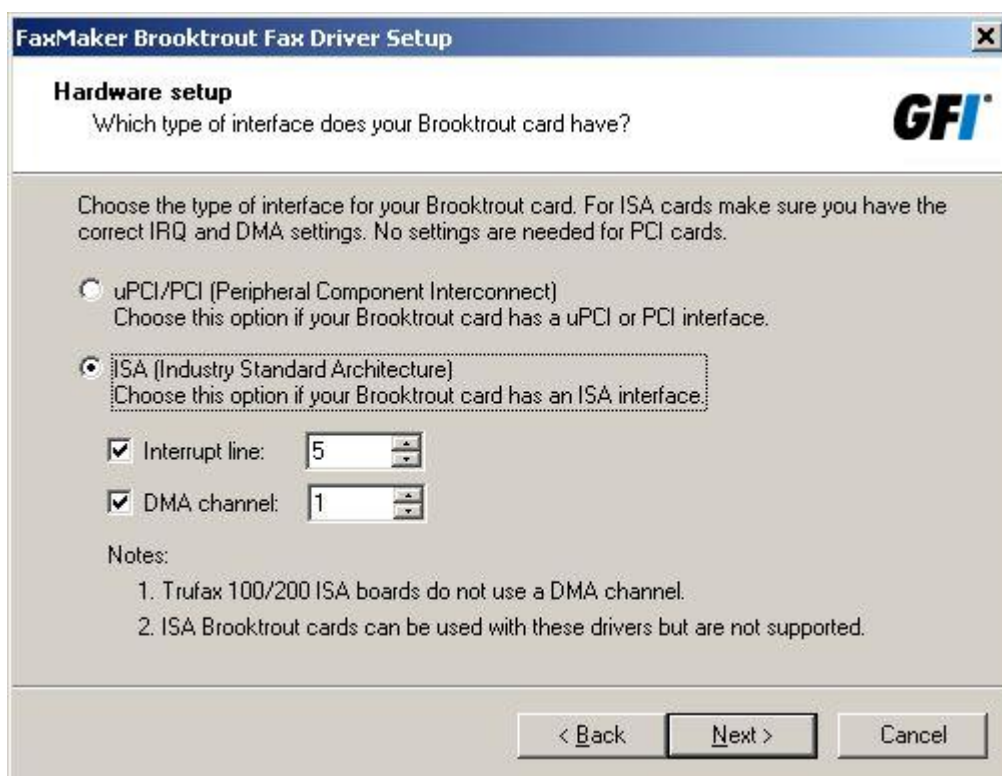 FaxMaker Brooktrout Fax Driver Setup
Hardware setup
Which type of interface does your Brooktrout card have?
GFI
Choose the type of interface for your Brooktrout card. For ISA cards make sure you have the
correct IRQ and DMA settings. No settings are needed for PCI cards.
uPCI/PCI (Peripheral Component Interconnect)
Choose this option if your Brooktrout card has a uPCI or PCI interface.
ISA (Industry Standard Architecture)
Choose this option if your Brooktrout card has an ISA interface.
Interrupt line: 5
DMA channel: 1
Notes:
1. Trufax 100/200 ISA boards do not use a DMA channel.
2. ISA Brooktrout cards can be used with these drivers but are not supported.
< Back Next > Cancel